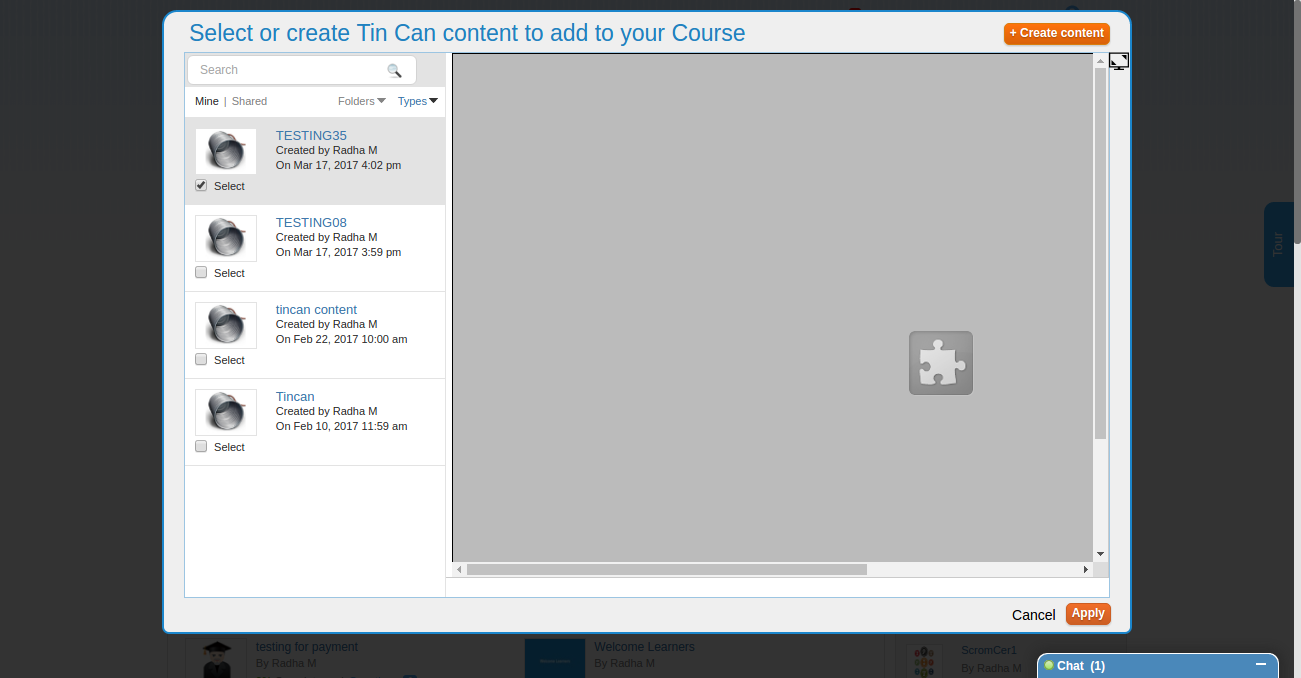 Select or create Tin Can content to add to your Course
+ Create content
Search
Mine | Shared
Folders Types
TESTING35
Created by Radha M
On Mar 17, 2017 4:02 pm
Select
TESTING08
Created by Radha M
On Mar 17, 2017 3:59 pm
Select
tincan content
Created by Radha M
On Feb 22, 2017 10:00 am
Select
Tincan
Created by Radha M
On Feb 10, 2017 11:59 am
Select
Tour
Cancel
Apply
testing for payment
By Radha M
Welcome Learners
By Radha M
ScromCer1
By Radha M
Chat (1)